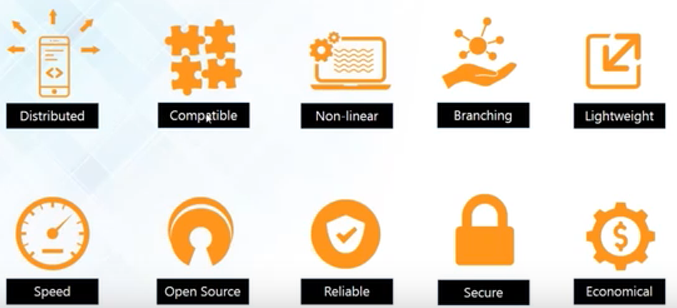 Distributed
Compatible
Non-linear
Branching
Lightweight
Speed
Open Source
Reliable
Secure
Economical